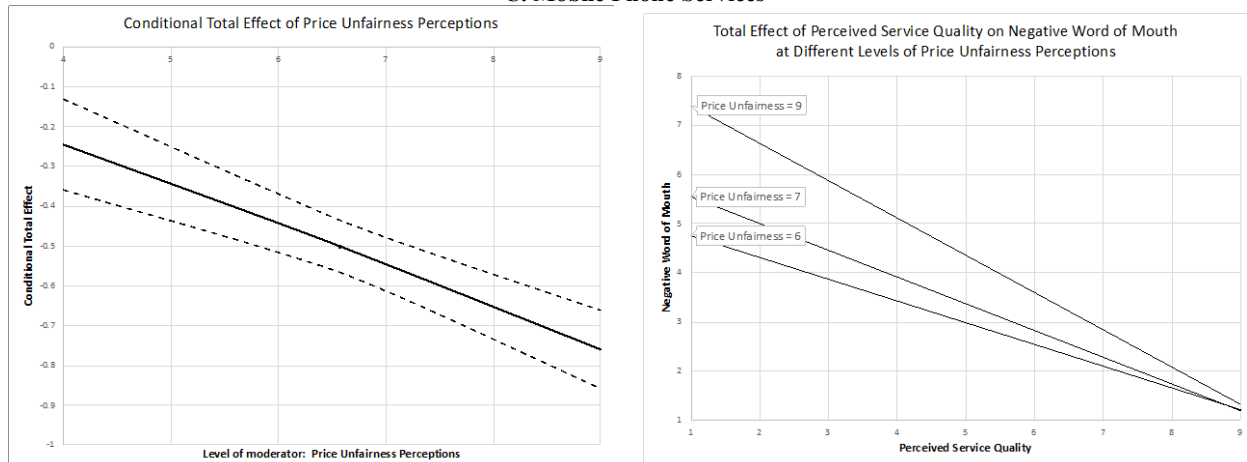 C. Mobile Phone Services
Conditional Total Effect of Price Unfairness Perceptions
0
4 5 6 7 8 9
-0.1
-0.2
-0.3
-0.4
-0.5
-0.6
-0.7
-0.8
-0.9
-1
Conditional Total Effect
Level of moderator: Price Unfairness Perceptions
Total Effect of Perceived Service Quality on Negative Word of Mouth
at Different Levels of Price Unfairness Perceptions
8
7
6
5
4
3
2
1
Negative Word of Mouth
Price Unfairness = 9
Price Unfairness = 7
Price Unfairness = 6
1 2 3 4 5 6 7 8 9
Perceived Service Quality